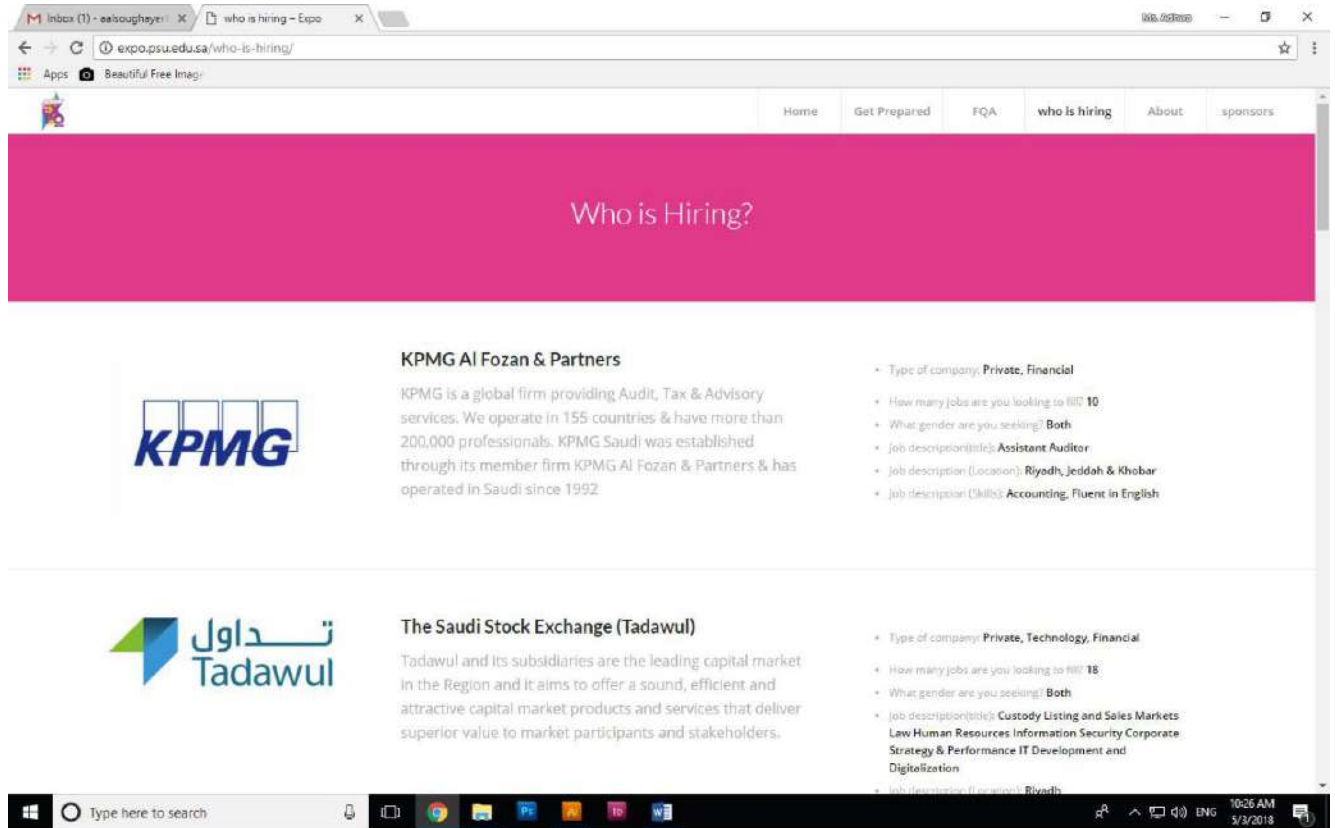 Inbox (1) - aalsoughayer
who is hiring – Expo
expo.psu.edu.sa/who-is-hiring/
Apps
Beautiful Free Imag
Home
Get Prepared
FQA
who is hiring
About
sponsors
Who is Hiring?
KPMG
KPMG Al Fozan & Partners
KPMG is a global firm providing Audit, Tax & Advisory
services. We operate in 155 countries & have more than
200,000 professionals. KPMG Saudi was established
through its member firm KPMG Al Fozan & Partners & has
operated in Saudi since 1992
Type of company: Private, Financial
How many jobs are you looking to fill? 10
What gender are you seeking? Both
Job description(title): Assistant Auditor
Job description (Location): Riyadh, Jeddah & Khobar
Job description (Skills): Accounting, Fluent in English
تداول
Tadawul
The Saudi Stock Exchange (Tadawul)
Tadawul and its subsidiaries are the leading capital market
in the Region and it aims to offer a sound, efficient and
attractive capital market products and services that deliver
superior value to market participants and stakeholders.
Type of company: Private, Technology, Financial
How many jobs are you looking to fill? 18
What gender are you seeking? Both
Job description(title): Custody Listing and Sales Markets
Law Human Resources Information Security Corporate
Strategy & Performance IT Development and
Digitalization
Job description (Location): Riyadh
Type here to search
Ps
Ai
ID
W
ENG
10:26 AM
5/3/2018
1